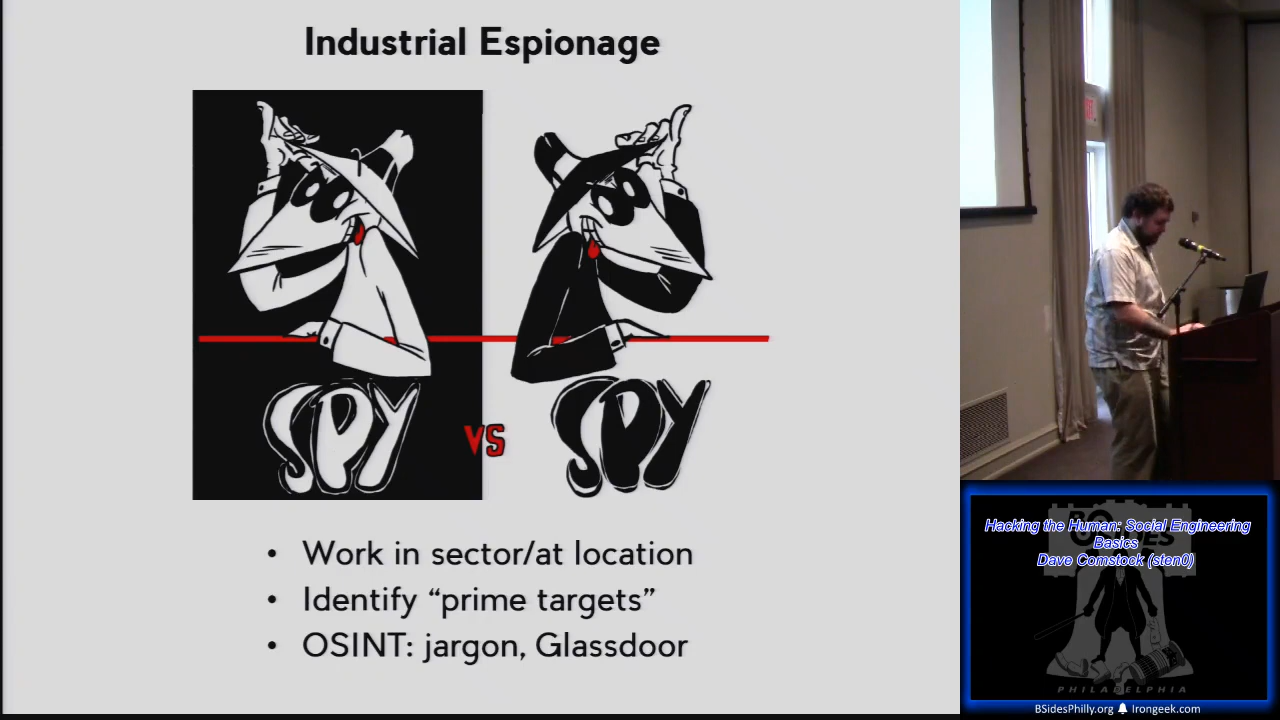 Industrial Espionage
SPY
VS
SPY
• Work in sector/at location
• Identify “prime targets”
• OSINT: jargon, Glassdoor
Hacking the Human: Social Engineering
Basics
Dave Comstock (sten0)
PHILADELPHIA
BSidesPhilly.org Irongeek.com